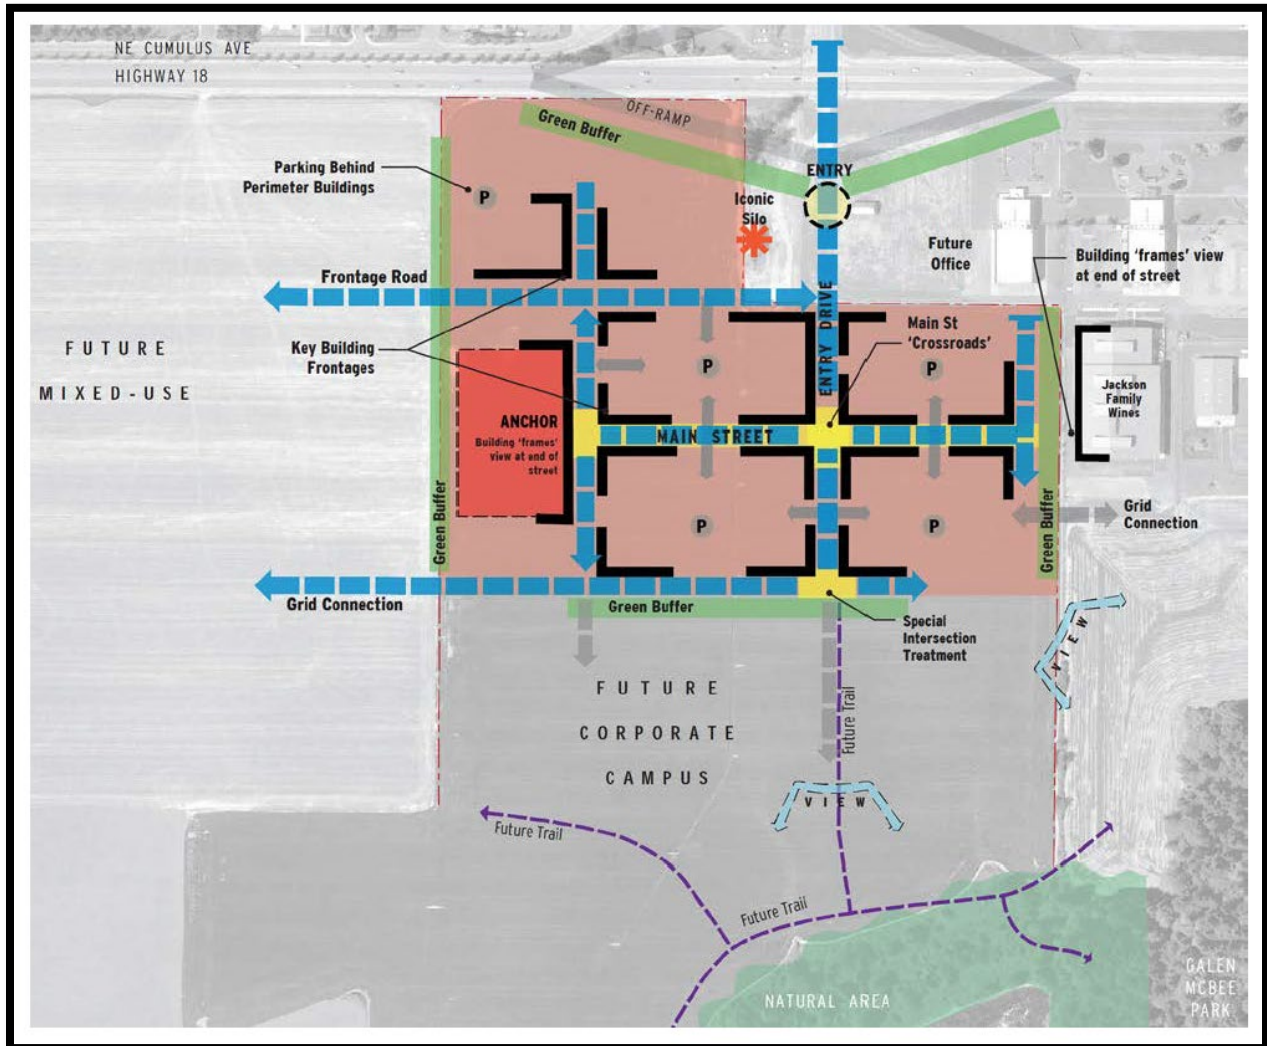 NE CUMULUS AVE
HIGHWAY 18
OFF-RAMP
Green Buffer
Parking Behind
Perimeter Buildings
P
ENTRY
Iconic
Silo
Future
Office
Building ‘frames’ view
at end of street
Frontage Road
ENTRY DRIVE
Main St
‘Crossroads’
FUTURE
MIXED-USE
Key Building
Frontages
P
P
Jackson
Family
Wines
ANCHOR
Building ‘frames’
view at end of
street
MAIN STREET
Green Buffer
P
P
Green Buffer
Grid
Connection
Grid Connection
Green Buffer
Special
Intersection
Treatment
VIEW
FUTURE
CORPORATE
CAMPUS
Future Trail
VIEW
Future Trail
Future Trail
NATURAL AREA
GALEN
MCBEE
PARK